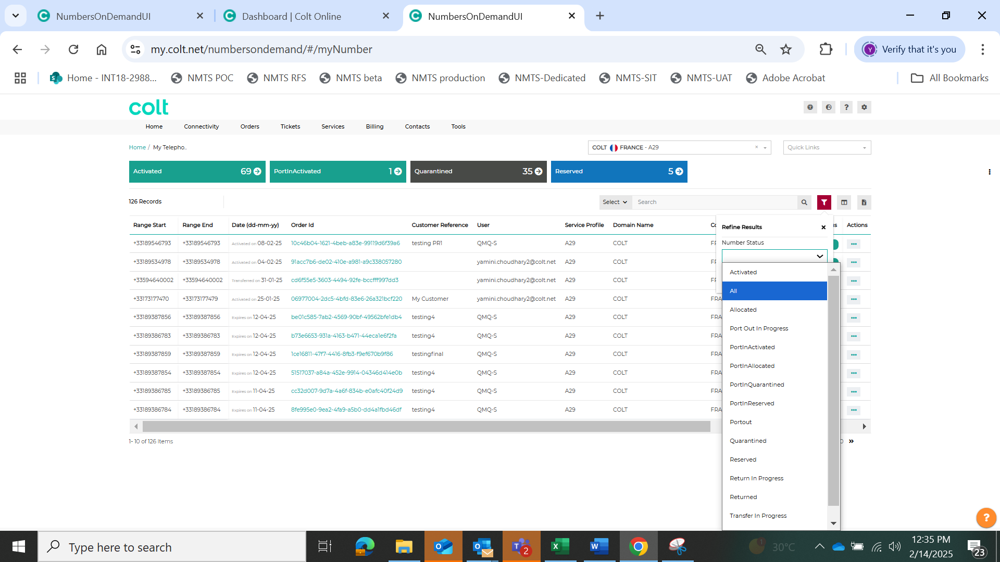 NumbersOnDemandUI
Dashboard | Colt Online
NumbersOnDemandUI
my.colt.net/numbersondemand/#/myNumber
Y Verify that it's you
Home - INT18-2988...
NMTS POC
NMTS RFS
NMTS beta
NMTS production
NMTS-Dedicated
NMTS-SIT
NMTS-UAT
Adobe Acrobat
All Bookmarks
colt
Home Connectivity Orders Tickets Services Billing Contacts Tools
Home / My Telepho..
COLT FRANCE - A29
Quick Links
Activated 69
PortInActivated 1
Quarantined 35
Reserved 5
126 Records
Select
Search
Range Start Range End Date (dd-mm-yy) Order Id Customer Reference User Service Profile Domain Name Actions
+33189546793 +33189546793 Activated on 08-02-25 10c46b04-1621-4beb-a83e-99119d6f39a6 testing PR1 QMQ-S A29 COLT
+33189534978 +33189534978 Activated on 04-02-25 91acc7b6-de02-410e-a981-a9c338057280 yamini.choudhary2@colt.net A29 COLT
+33594640002 +33594640002 Transferred on 31-01-25 cd6f55e5-3603-4494-92fe-bccfff997dd3 yamini.choudhary2@colt.net A29 COLT
+33173177470 +33173177479 Activated on 25-01-25 06977004-2dc5-4bfd-83e6-26a321bcf220 My Customer yamini.choudhary2@colt.net A29 COLT FRA
+33189387856 +33189387856 Expires on 12-04-25 be01c585-7ab2-4569-90bf-49562bfe1db4 testing4 QMQ-S A29 COLT FRA
+33189386783 +33189386783 Expires on 12-04-25 b73e6653-931a-4163-b471-44eca1e6f2fa testing4 QMQ-S A29 COLT FRA
+33189387859 +33189387859 Expires on 12-04-25 1ce16811-47f7-4416-8fb3-f9ef670b9f86 testingfinal QMQ-S A29 COLT FRA
+33189387854 +33189387854 Expires on 12-04-25 51517037-a84a-452e-9914-04346d414e0b testing4 QMQ-S A29 COLT FRA
+33189386785 +33189386785 Expires on 11-04-25 cc32d007-9d7a-4a6f-834b-e0afc40f24d9 testing4 QMQ-S A29 COLT FRA
+33189386784 +33189386784 Expires on 11-04-25 8fe995e0-9ea2-4fa9-a5b0-dd4a1fbd46df testing4 QMQ-S A29 COLT FRA
1- 10 of 126 Items
Refine Results
Number Status
Activated
All
Allocated
Port Out In Progress
PortInActivated
PortInAllocated
PortInQuarantined
PortInReserved
Portout
Quarantined
Reserved
Return In Progress
Returned
Transfer In Progress
Type here to search
2
30°C
12:35 PM
2/14/2025
23